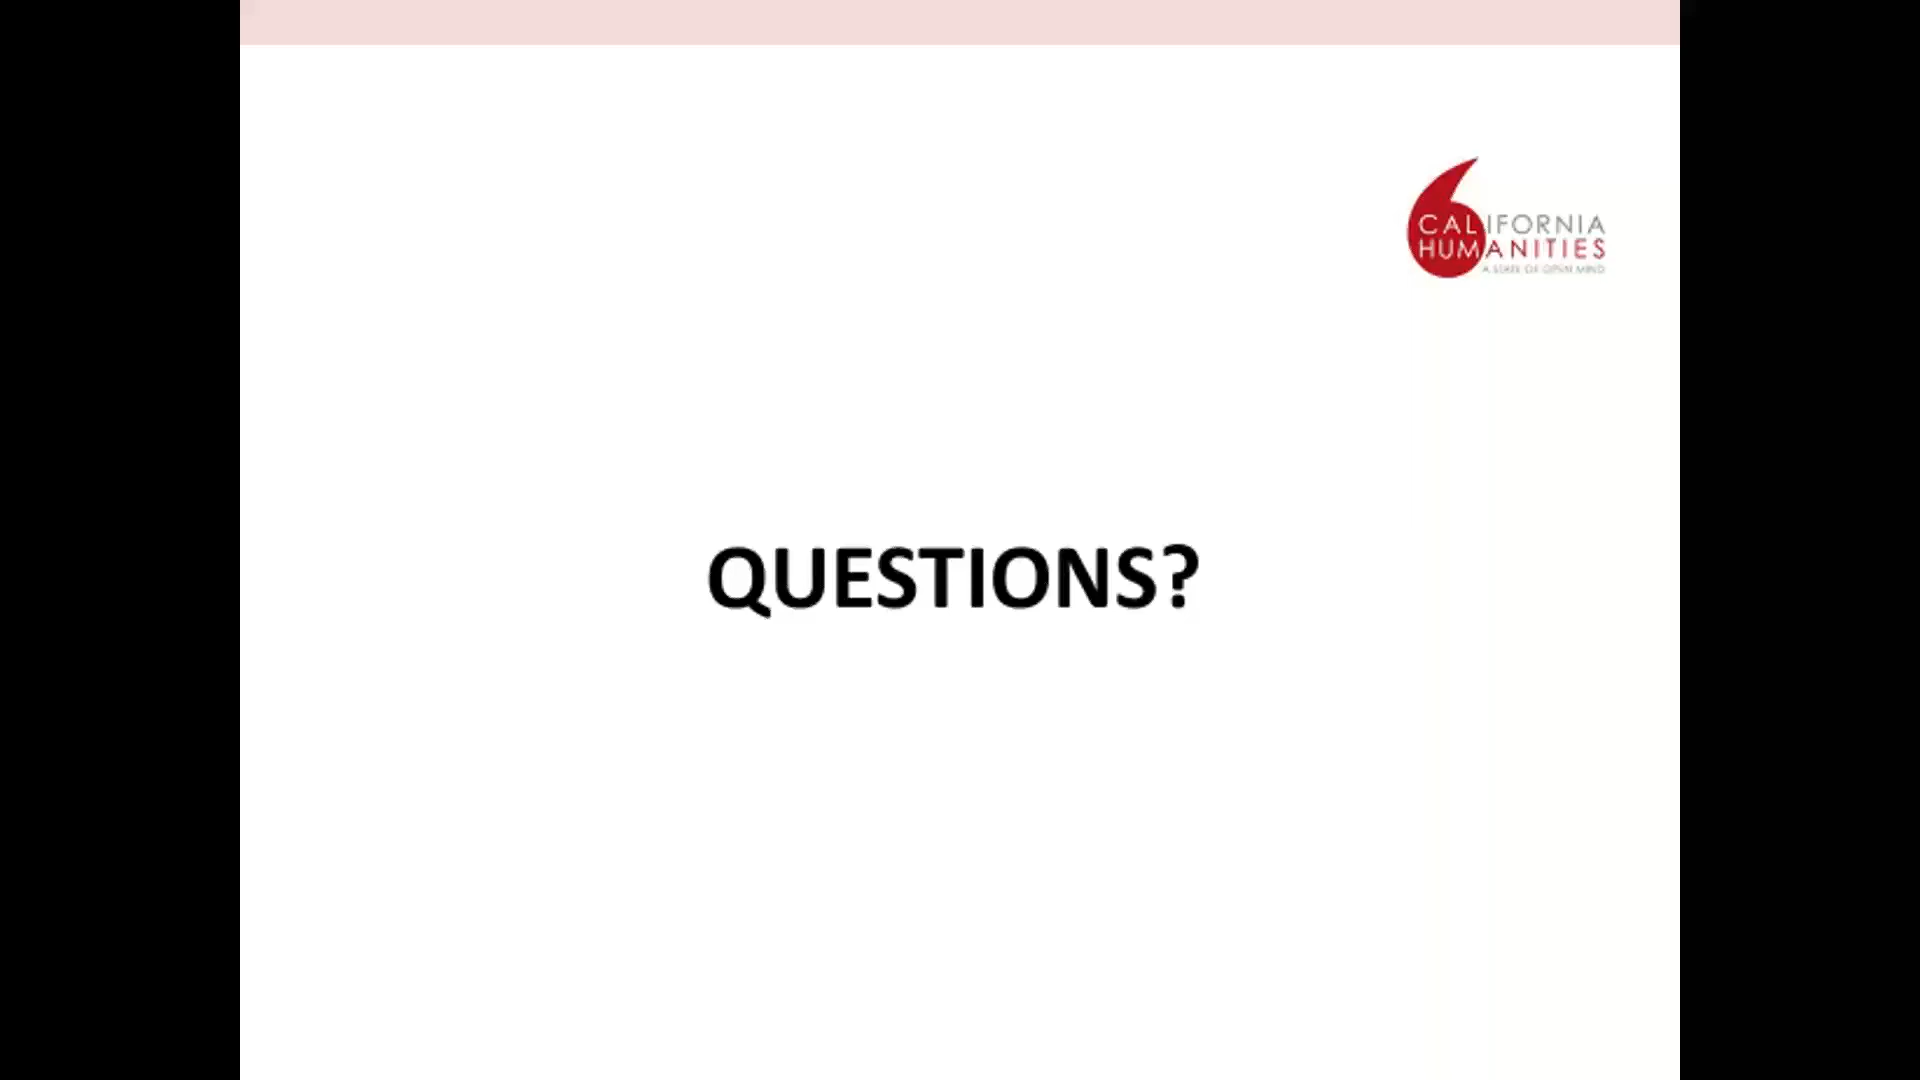 CALIFORNIA
HUMANITIES
A STATE OF OPEN MIND
QUESTIONS?